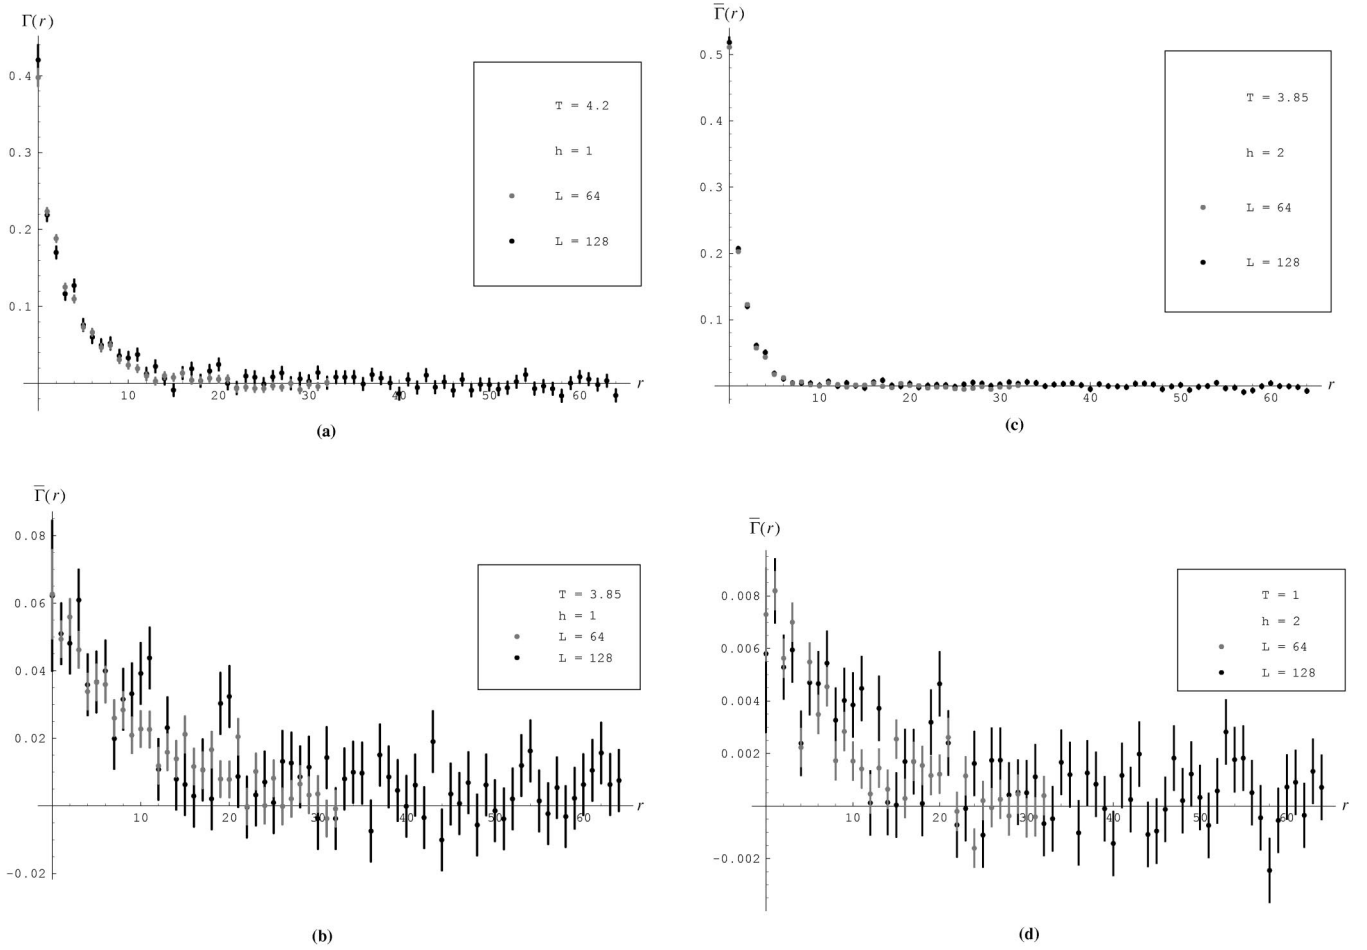 Γ(r)
0.4
0.3
0.2
0.1
10
20
30
40
50
60
r
T = 4.2
h = 1
L = 64
L = 128
(a)
Γ̅(r)
0.5
0.4
0.3
0.2
0.1
10
20
30
40
50
60
r
T = 3.85
h = 2
L = 64
L = 128
(c)
Γ̅(r)
0.08
0.06
0.04
0.02
-0.02
10
20
30
40
50
60
r
T = 3.85
h = 1
L = 64
L = 128
(b)
Γ̅(r)
0.008
0.006
0.004
0.002
-0.002
10
20
30
40
50
60
r
T = 1
h = 2
L = 64
L = 128
(d)